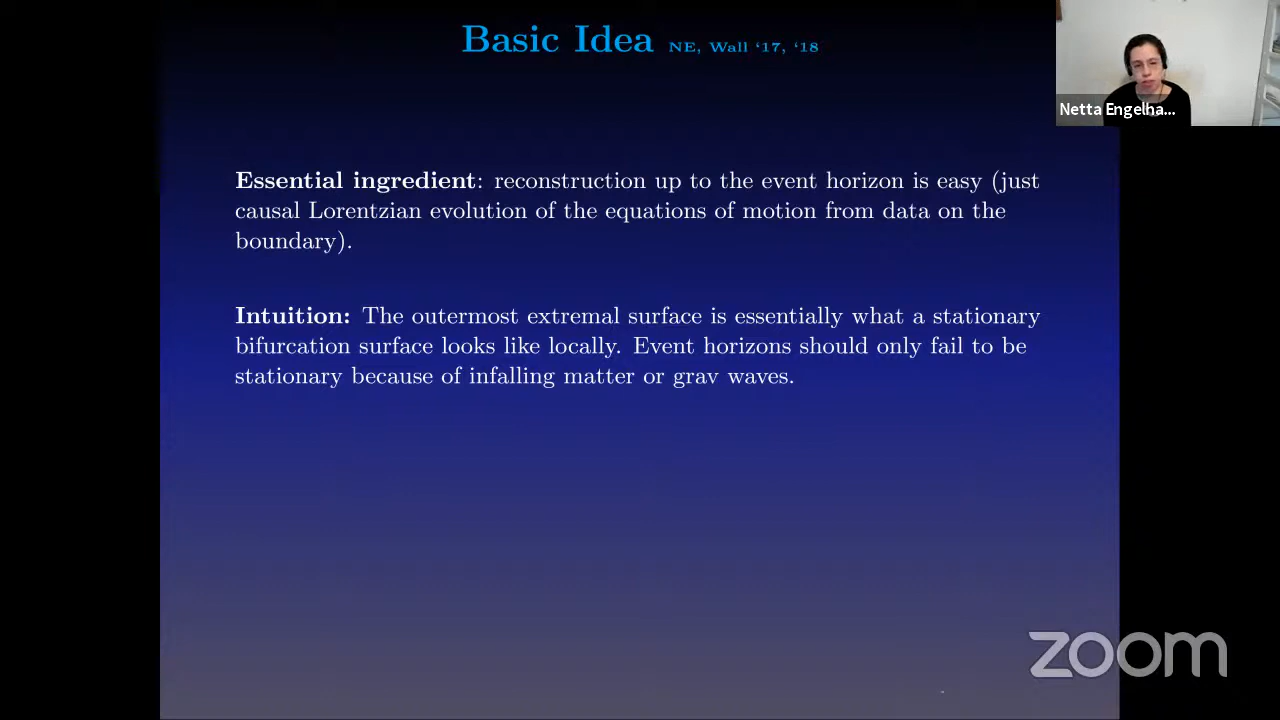 Basic Idea NE, Wall ‘17, ‘18
Netta Engelha...
Essential ingredient: reconstruction up to the event horizon is easy (just
causal Lorentzian evolution of the equations of motion from data on the
boundary).
Intuition: The outermost extremal surface is essentially what a stationary
bifurcation surface looks like locally. Event horizons should only fail to be
stationary because of infalling matter or grav waves.
zoom